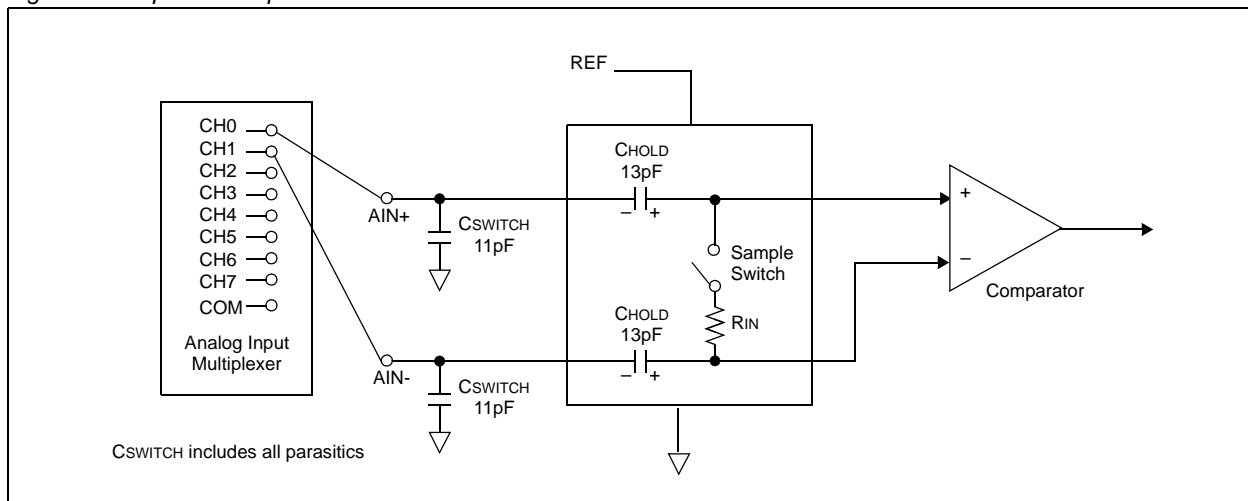 REF
CH0
CH1
CH2
CH3
CH4
CH5
CH6
CH7
COM
Analog Input
Multiplexer
AIN+
CSWITCH
11pF
AIN-
CSWITCH
11pF
CHOLD
13pF
– +
Sample
Switch
CHOLD
13pF
– +
RIN
+
–
Comparator
CSWITCH includes all parasitics